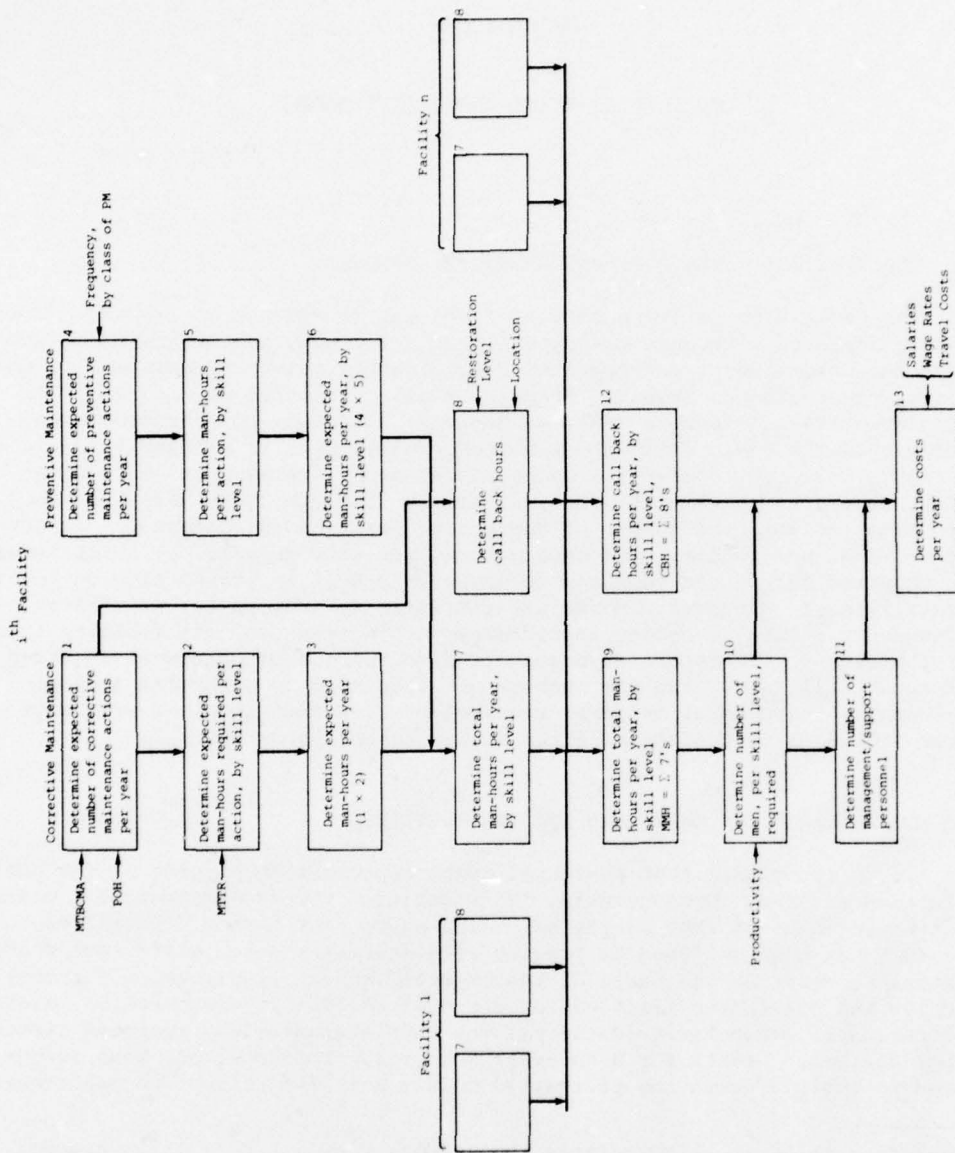 i th Facility
Corrective Maintenance
1
Determine expected
number of corrective
maintenance actions
per year
MTBCMA
POH
2
Determine expected
man-hours required per
action, by skill level
MTTR
3
Determine expected
man-hours per year
(1 × 2)
Preventive Maintenance
4
Determine expected
number of preventive
maintenance actions
per year
Frequency,
by class of PM
5
Determine man-hours
per action, by skill
level
6
Determine expected
man-hours per year, by
skill level (4 × 5)
7
Determine total
man-hours per year,
by skill level
8
Determine
call back hours
Restoration
Level
Location
Facility 1
7
8
Facility n
7
8
9
Determine total man-
hours per year, by
skill level
MMH = Σ 7's
12
Determine call back
hours per year, by
skill level,
CBH = Σ 8's
10
Determine number of
men, per skill level,
required
Productivity
11
Determine number of
management/support
personnel
13
Determine costs
per year
Salaries
Wage Rates
Travel Costs